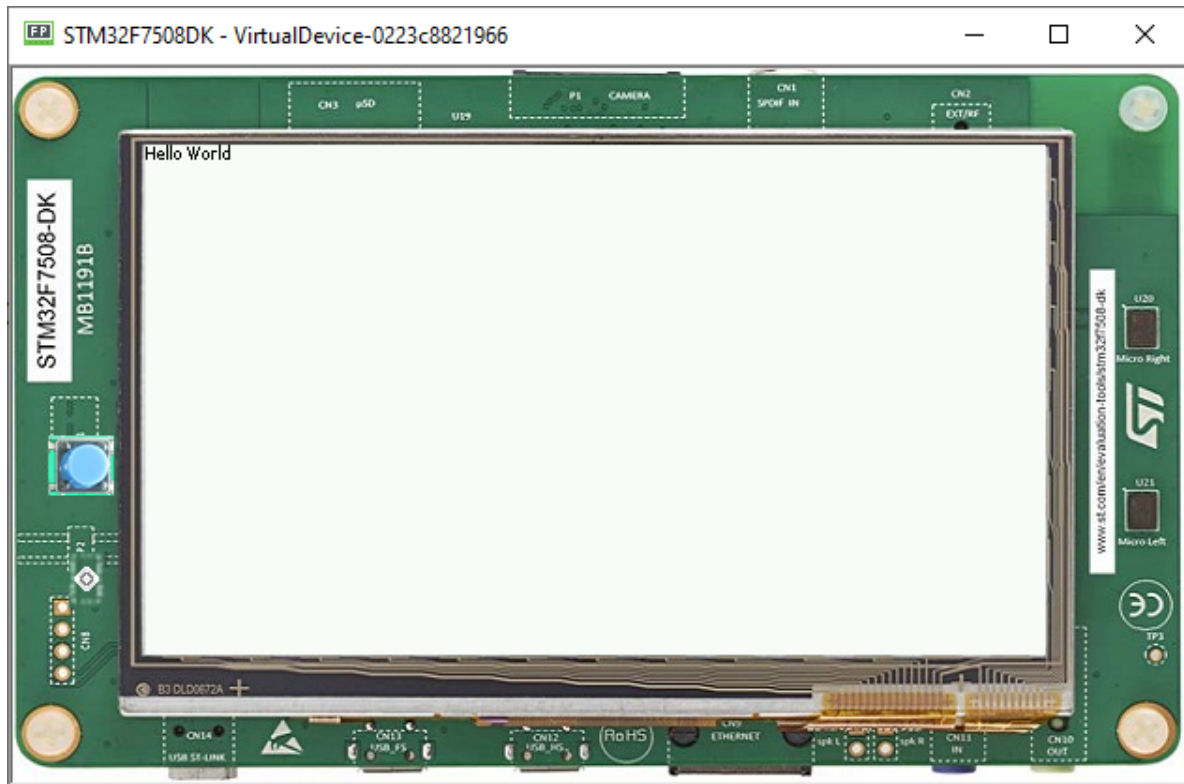 STM32F7508DK - VirtualDevice-0223c8821966
CN3 µSD
U19
P1 CAMERA
CN1
SPDIF IN
CN2
EXT/RF
Hello World
STM32F7508-DK
MB1191B
www.st.com/en/evaluation-tools/stm32f7508-dk
U20
Micro Right
U21
Micro Left
P2
CN8
TP3
B3 DLD0672A
CN14
USB ST-LINK
CN13
USB_FS
CN12
USB_HS
RoHS
CN9
ETHERNET
spk L
spk R
CN11
IN
CN10
OUT